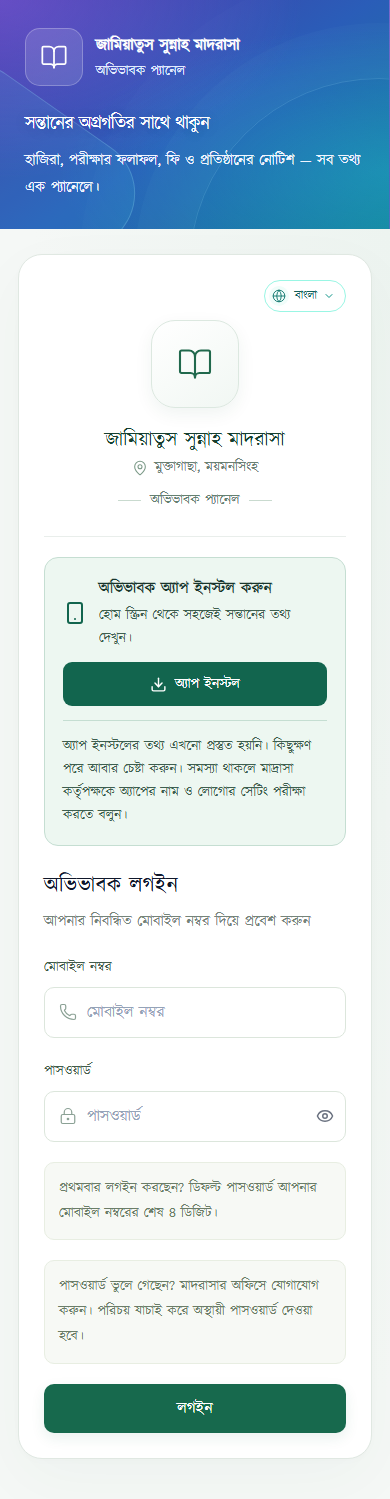 জামিয়াতুস সুন্নাহ মাদরাসা
অভিভাবক প্যানেল
সন্তানের অগ্রগতির সাথে থাকুন
হাজিরা, পরীক্ষার ফলাফল, ফি ও প্রতিষ্ঠানের নোটিশ — সব তথ্য
এক প্যানেলে।
বাংলা
জামিয়াতুস সুন্নাহ মাদরাসা
মুক্তাগাছা, ময়মনসিংহ
অভিভাবক প্যানেল
অভিভাবক অ্যাপ ইনস্টল করুন
হোম স্ক্রিন থেকে সহজেই সন্তানের তথ্য
দেখুন।
অ্যাপ ইনস্টল
অ্যাপ ইনস্টলের তথ্য এখনো প্রস্তুত হয়নি। কিছুক্ষণ
পরে আবার চেষ্টা করুন। সমস্যা থাকলে মাদ্রাসা
কর্তৃপক্ষকে অ্যাপের নাম ও লোগোর সেটিং পরীক্ষা
করতে বলুন।
অভিভাবক লগইন
আপনার নিবন্ধিত মোবাইল নম্বর দিয়ে প্রবেশ করুন
মোবাইল নম্বর
মোবাইল নম্বর
পাসওয়ার্ড
পাসওয়ার্ড
প্রথমবার লগইন করছেন? ডিফল্ট পাসওয়ার্ড আপনার
মোবাইল নম্বরের শেষ ৪ ডিজিট।
পাসওয়ার্ড ভুলে গেছেন? মাদরাসার অফিসে যোগাযোগ
করুন। পরিচয় যাচাই করে অস্থায়ী পাসওয়ার্ড দেওয়া
হবে।
লগইন